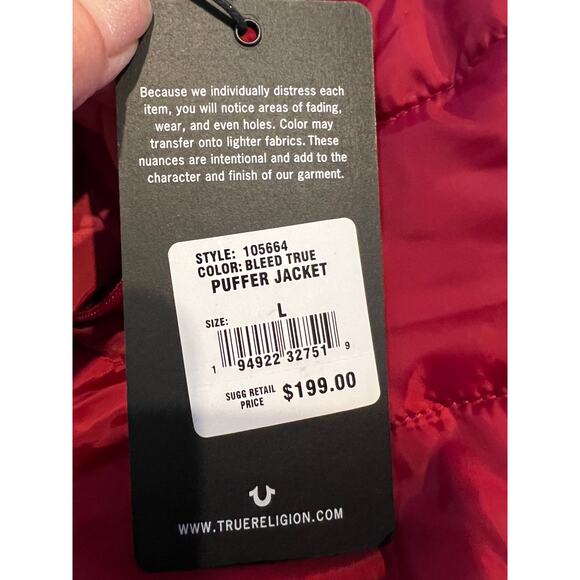 Because we individually distress each
item, you will notice areas of fading,
wear, and even holes. Color may
transfer onto lighter fabrics. These
nuances are intentional and add to the
character and finish of our garment.
STYLE: 105664
COLOR: BLEED TRUE
PUFFER JACKET
SIZE: L
1 94922 32751 9
SUGG RETAIL
PRICE $199.00
WWW.TRUERELIGION.COM